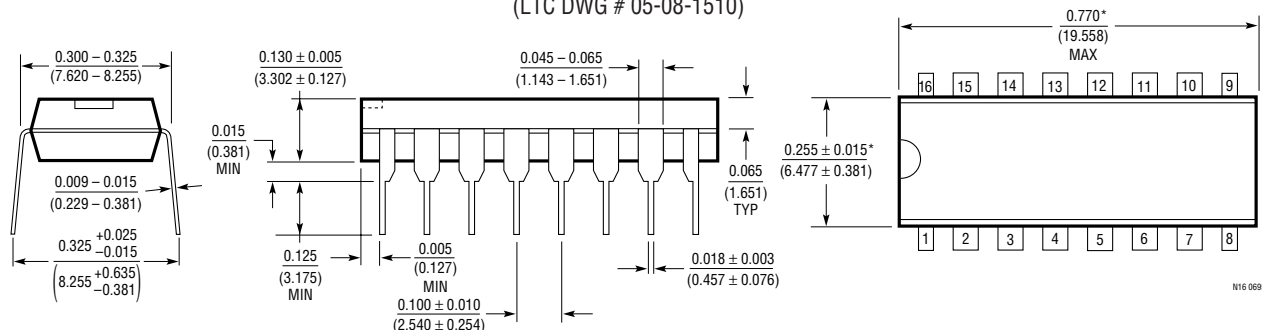 (LTC DWG # 05-08-1510)
0.300 – 0.325
(7.620 – 8.255)
0.009 – 0.015
(0.229 – 0.381)
0.325 +0.025
–0.015
(8.255 +0.635
–0.381)
0.130 ± 0.005
(3.302 ± 0.127)
0.015
(0.381)
MIN
0.125
(3.175)
MIN
0.005
(0.127)
MIN
0.100 ± 0.010
(2.540 ± 0.254)
0.045 – 0.065
(1.143 – 1.651)
0.065
(1.651)
TYP
0.018 ± 0.003
(0.457 ± 0.076)
0.770*
(19.558)
MAX
16 15 14 13 12 11 10 9
0.255 ± 0.015*
(6.477 ± 0.381)
1 2 3 4 5 6 7 8
N16 069